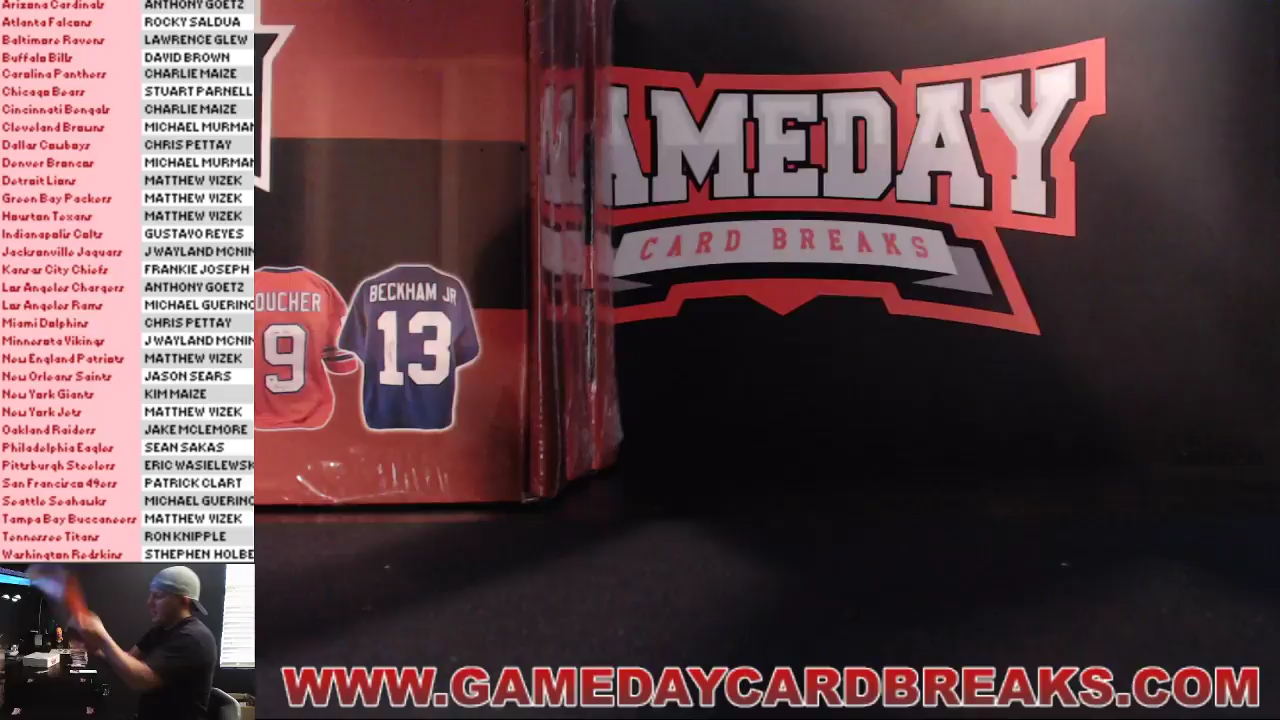 Arizona Cardinals ANTHONY GOETZ
Atlanta Falcons ROCKY SALDUA
Baltimore Ravens LAWRENCE GLEW
Buffalo Bills DAVID BROWN
Carolina Panthers CHARLIE MAIZE
Chicago Bears STUART PARNELL
Cincinnati Bengals CHARLIE MAIZE
Cleveland Browns MICHAEL MURMAN
Dallas Cowboys CHRIS PETTAY
Denver Broncos MICHAEL MURMAN
Detroit Lions MATTHEW VIZEK
Green Bay Packers MATTHEW VIZEK
Houston Texans MATTHEW VIZEK
Indianapolis Colts GUSTAVO REYES
Jacksonville Jaguars J WAYLAND MCNIN
Kansas City Chiefs FRANKIE JOSEPH
Los Angeles Chargers ANTHONY GOETZ
Los Angeles Rams MICHAEL GUERINO
Miami Dolphins CHRIS PETTAY
Minnesota Vikings J WAYLAND MCNIN
New England Patriots MATTHEW VIZEK
New Orleans Saints JASON SEARS
New York Giants KIM MAIZE
New York Jets MATTHEW VIZEK
Oakland Raiders JAKE MCLEMORE
Philadelphia Eagles SEAN SAKAS
Pittsburgh Steelers ERIC WASIELEWSK
San Francisco 49ers PATRICK CLART
Seattle Seahawks MICHAEL GUERINO
Tampa Bay Buccaneers MATTHEW VIZEK
Tennessee Titans RON KNIPPLE
Washington Redskins STHEPHEN HOLBE
OUCHER
9
BECKHAM JR
13
GAMEDAY
CARD BREAKS
WWW.GAMEDAYCARDBREAKS.COM